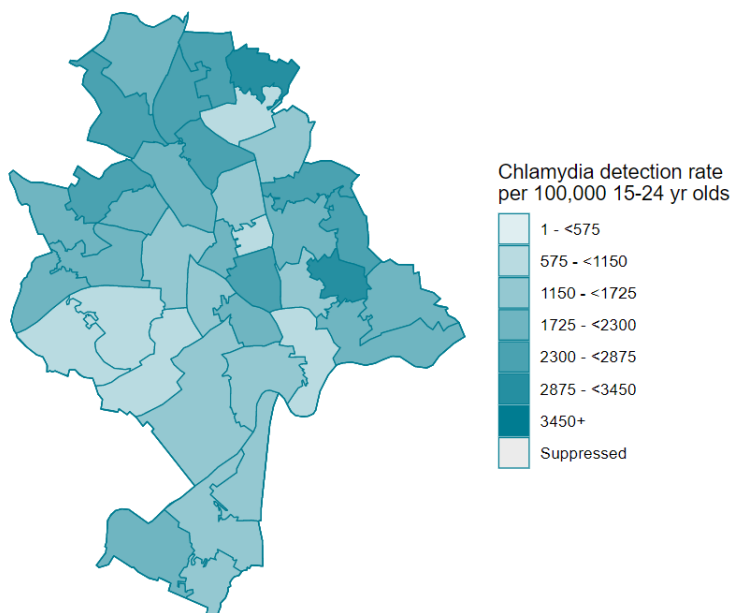 Chlamydia detection rate
per 100,000 15-24 yr olds
1 - <575
575 - <1150
1150 - <1725
1725 - <2300
2300 - <2875
2875 - <3450
3450+
Suppressed